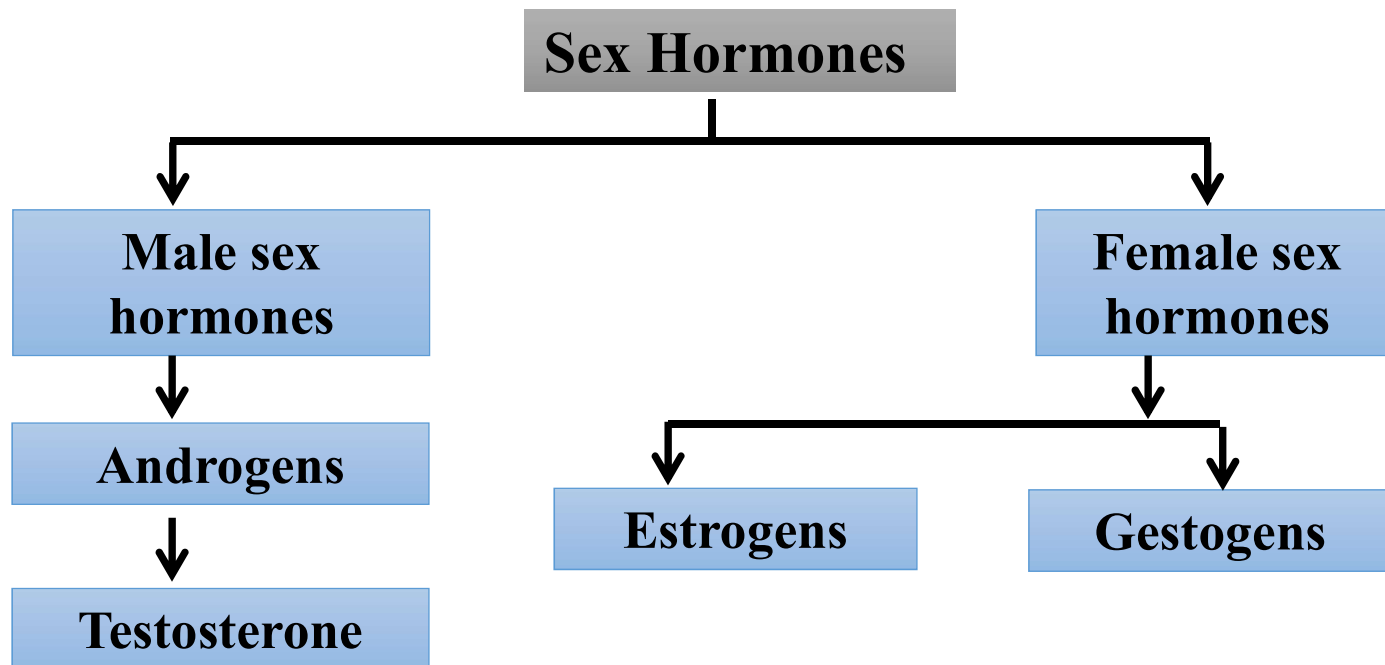 Sex Hormones
Male sex
hormones
Female sex
hormones
Androgens
Estrogens
Gestogens
Testosterone